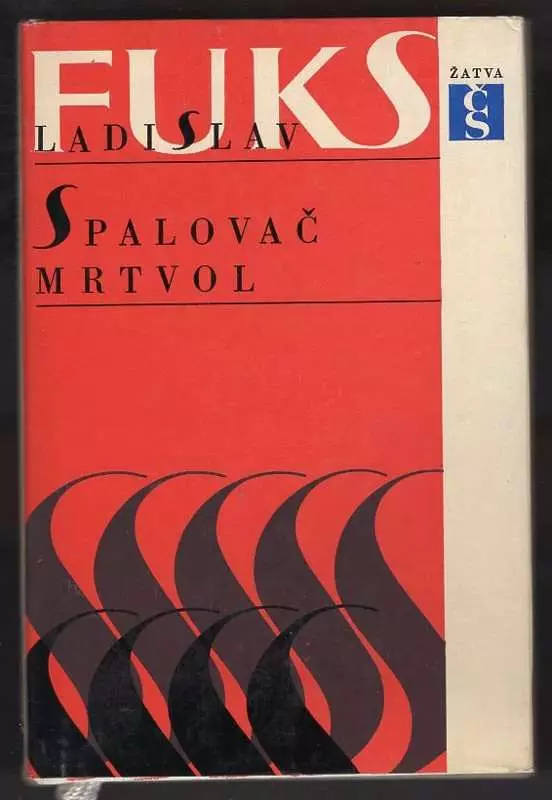 FUKS
LADISLAV
SPALOVAČ
MRTVOL
ŽATVA
ČS